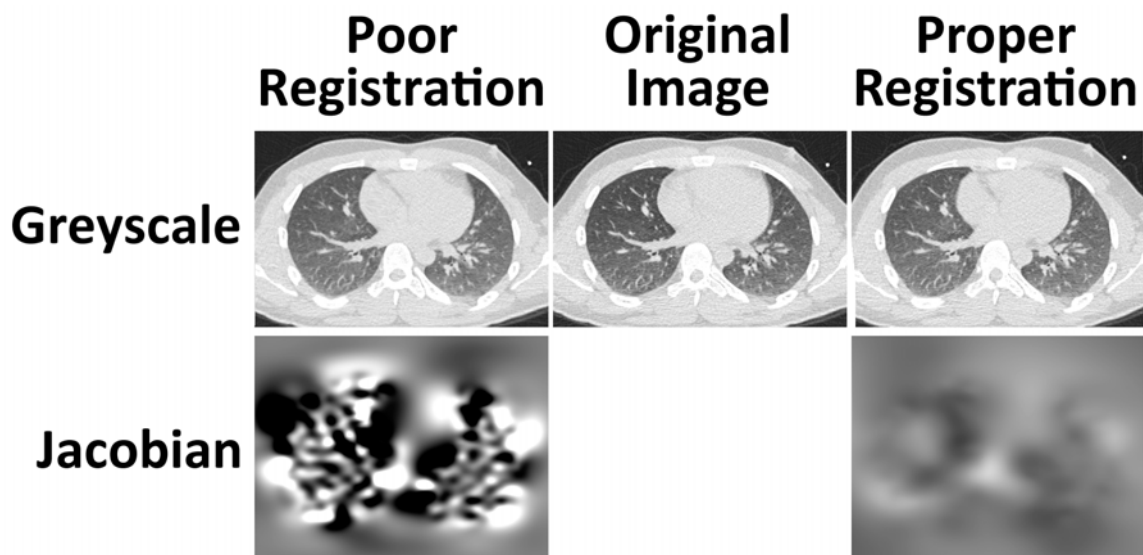 Poor Registration
Original Image
Proper Registration
Greyscale
Jacobian